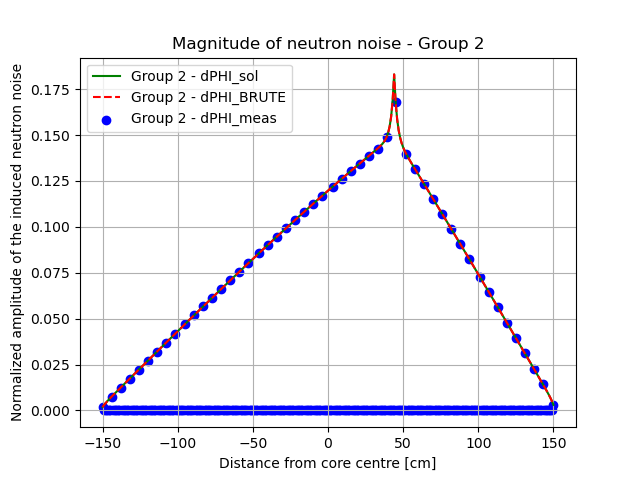 Magnitude of neutron noise - Group 2
Normalized amplitude of the induced neutron noise
0.175
0.150
0.125
0.100
0.075
0.050
0.025
0.000
Group 2 - dPHI_sol
Group 2 - dPHI_BRUTE
Group 2 - dPHI_meas
−150
−100
−50
0
50
100
150
Distance from core centre [cm]